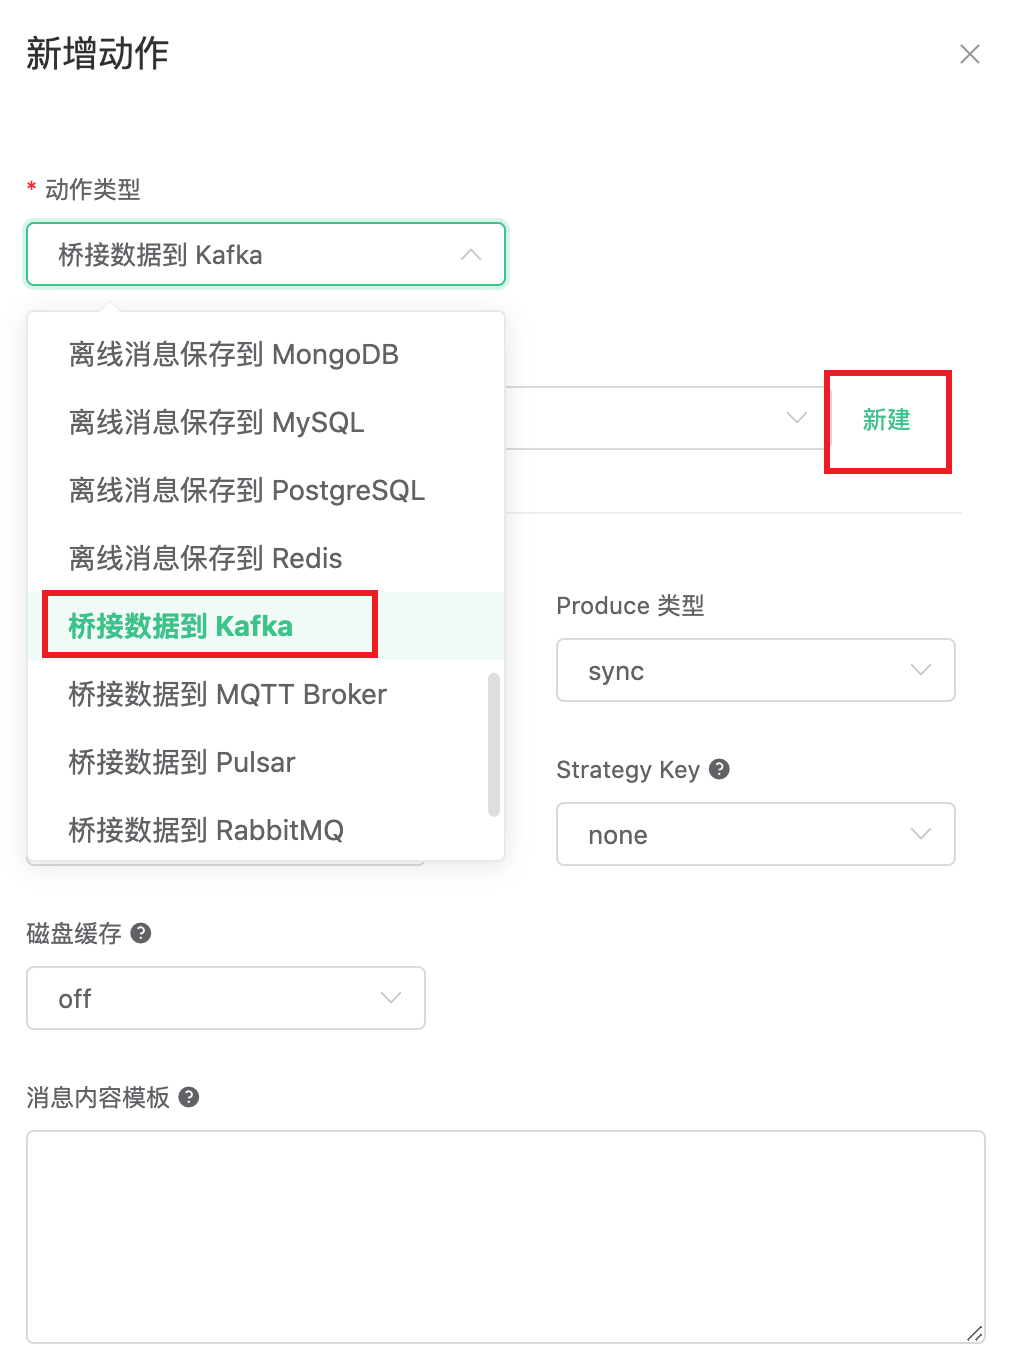 新增动作
* 动作类型
桥接数据到 Kafka
离线消息保存到 MongoDB
离线消息保存到 MySQL
新建
离线消息保存到 PostgreSQL
离线消息保存到 Redis
桥接数据到 Kafka
Produce 类型
桥接数据到 MQTT Broker
sync
桥接数据到 Pulsar
Strategy Key
桥接数据到 RabbitMQ
none
磁盘缓存
off
消息内容模板